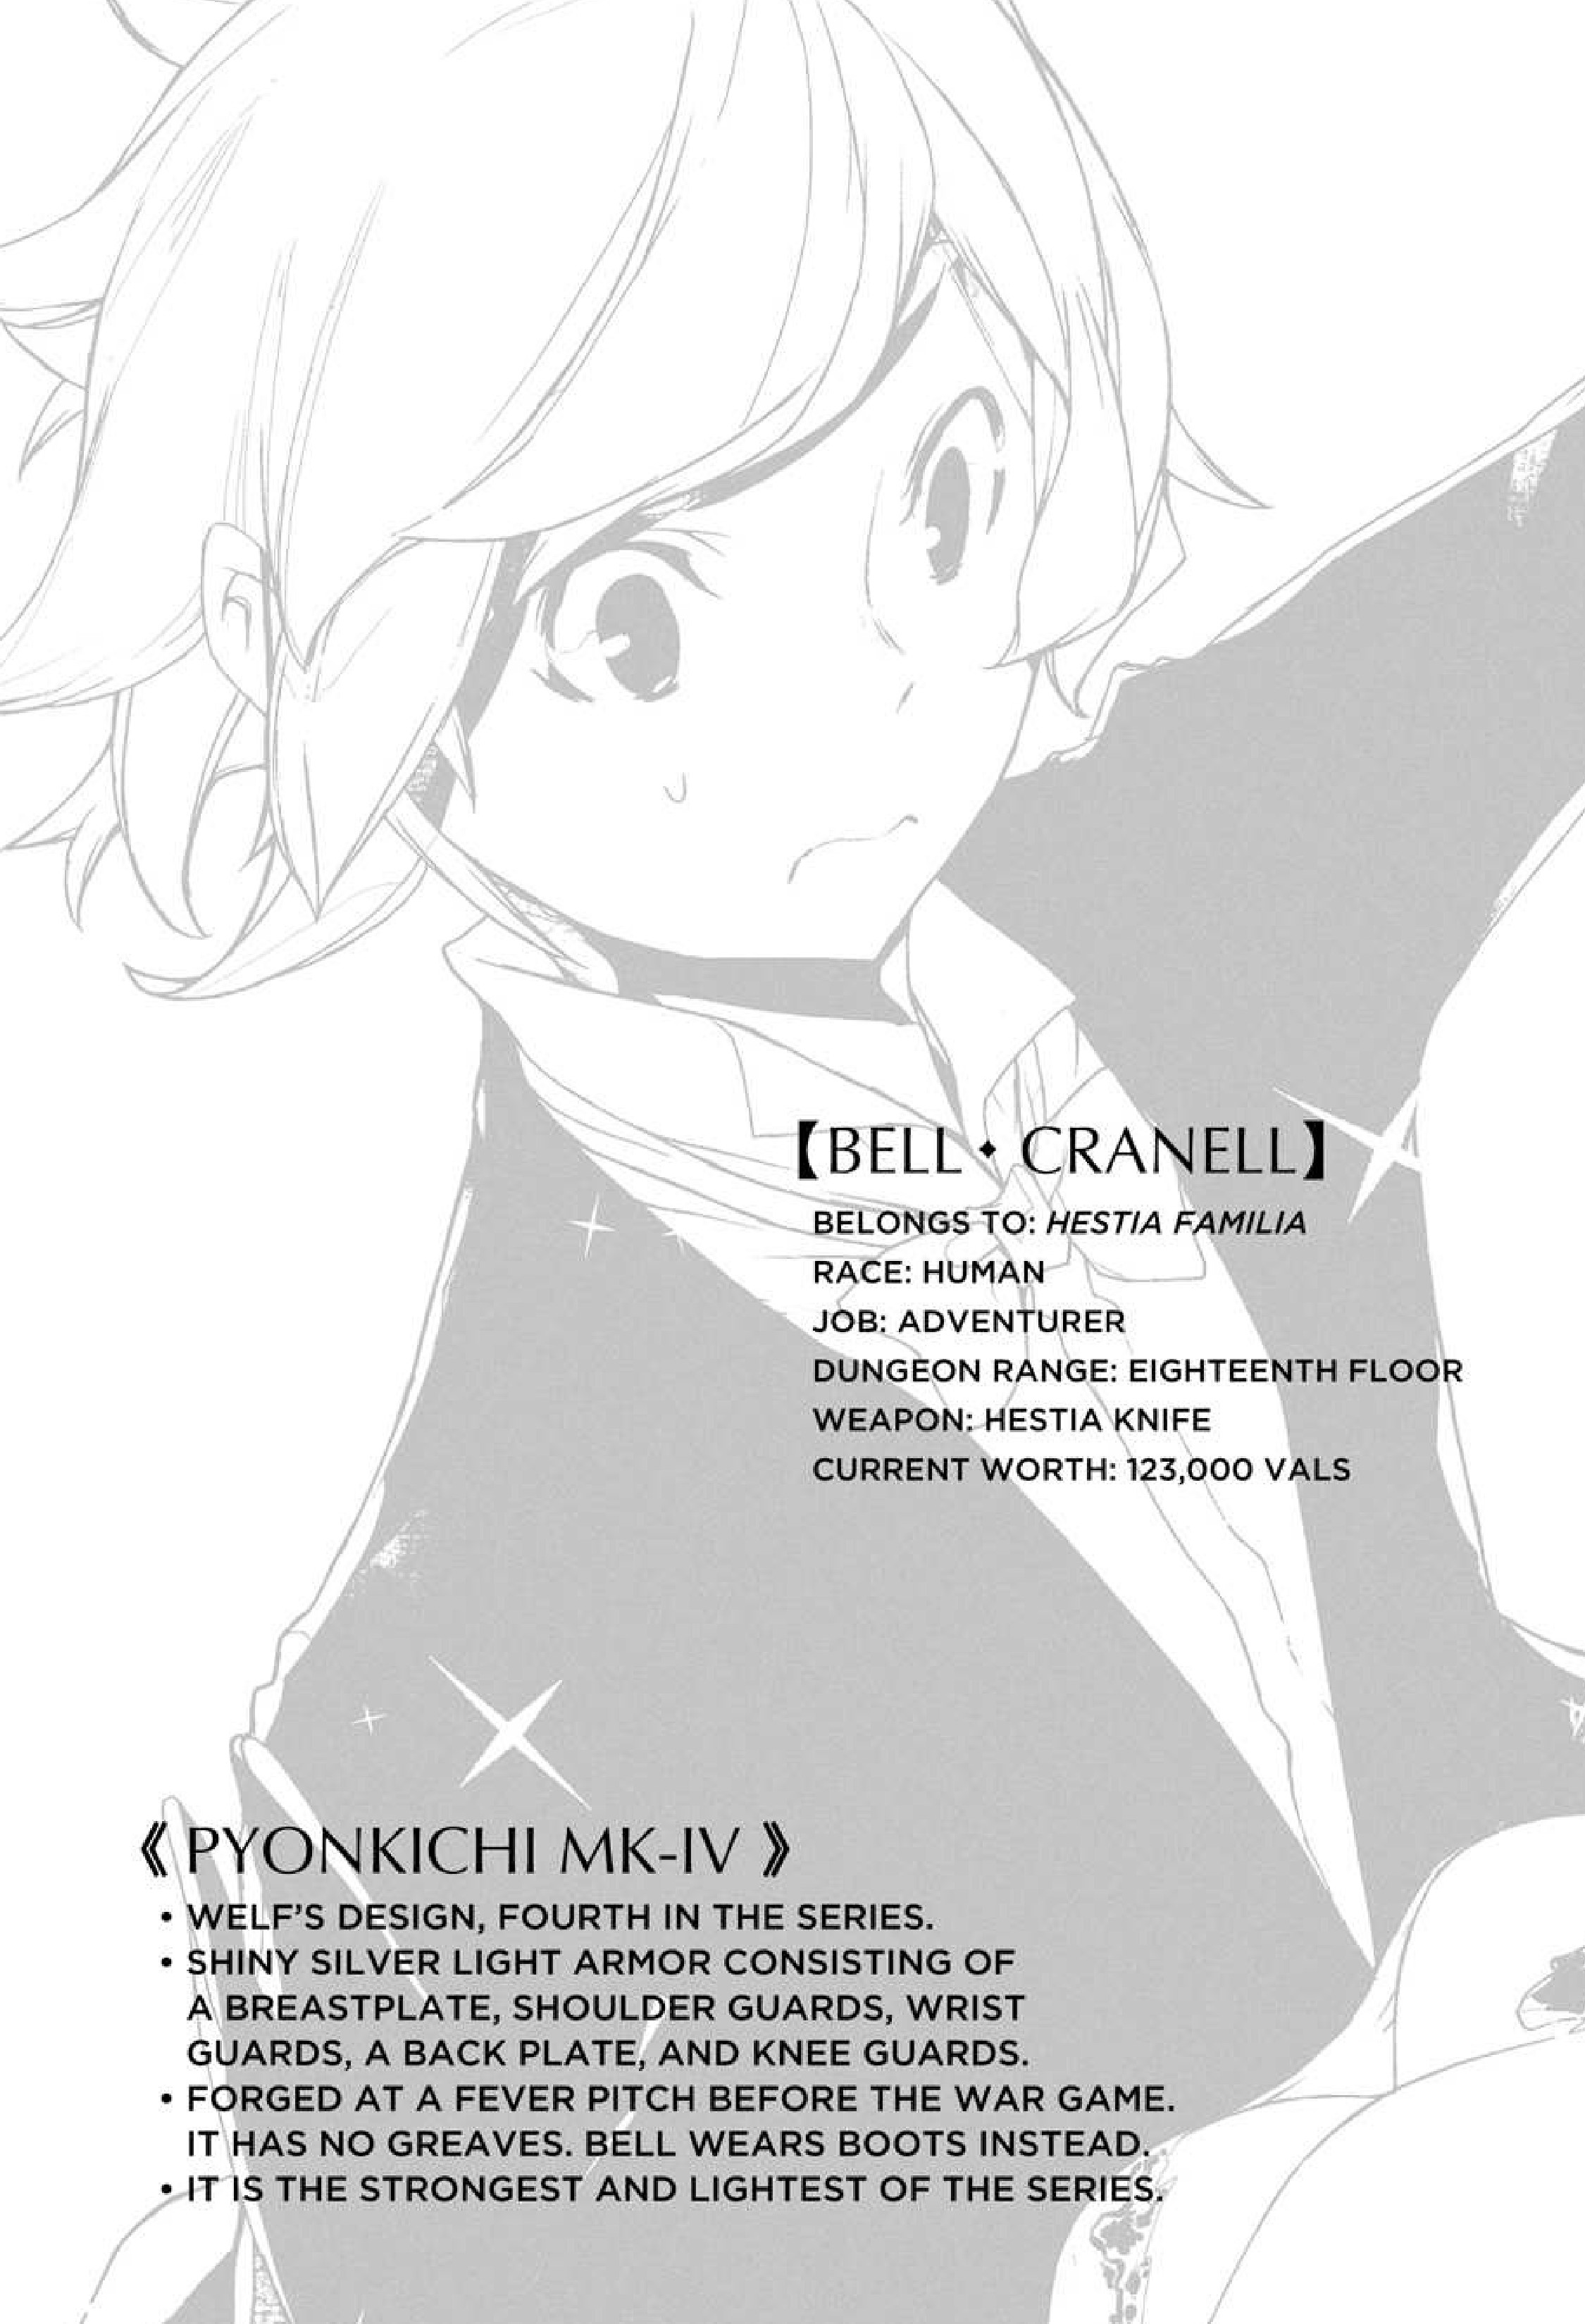 【BELL ◆ CRANELL】
BELONGS TO: HESTIA FAMILIA
RACE: HUMAN
JOB: ADVENTURER
DUNGEON RANGE: EIGHTEENTH FLOOR
WEAPON: HESTIA KNIFE
CURRENT WORTH: 123,000 VALS
《 PYONKICHI MK-IV 》
• WELF’S DESIGN, FOURTH IN THE SERIES.
• SHINY SILVER LIGHT ARMOR CONSISTING OF
A BREASTPLATE, SHOULDER GUARDS, WRIST
GUARDS, A BACK PLATE, AND KNEE GUARDS.
• FORGED AT A FEVER PITCH BEFORE THE WAR GAME.
IT HAS NO GREAVES. BELL WEARS BOOTS INSTEAD.
• IT IS THE STRONGEST AND LIGHTEST OF THE SERIES.